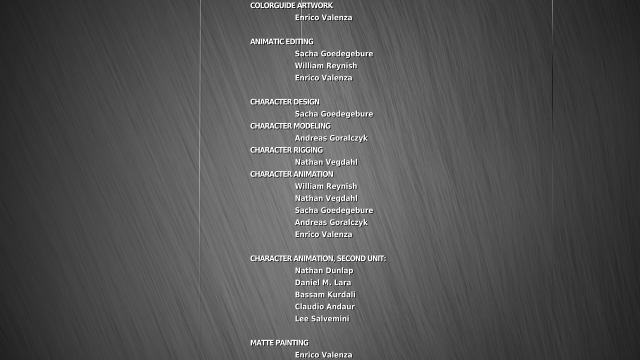 COLORGUIDE ARTWORK
Enrico Valenza
ANIMATIC EDITING
Sacha Goedegebure
William Reynish
Enrico Valenza
CHARACTER DESIGN
Sacha Goedegebure
CHARACTER MODELING
Andreas Goralczyk
CHARACTER RIGGING
Nathan Vegdahl
CHARACTER ANIMATION
William Reynish
Nathan Vegdahl
Sacha Goedegebure
Andreas Goralczyk
Enrico Valenza
CHARACTER ANIMATION, SECOND UNIT:
Nathan Dunlap
Daniel M. Lara
Bassam Kurdali
Claudio Andaur
Lee Salvemini
MATTE PAINTING
Enrico Valenza